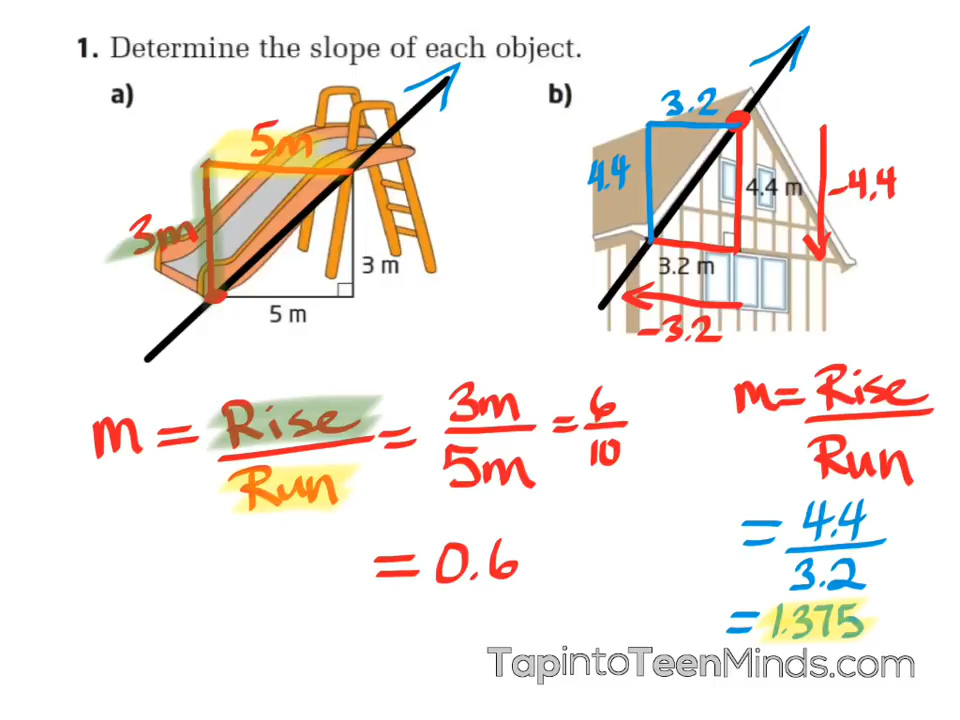 1. Determine the slope of each object.
a)
b)
5m
3m
3 m
5 m
3.2
4.4
4.4 m
-4.4
3.2 m
-3.2
m = Rise/Run = 3m/5m = 6/10
= 0.6
m = Rise/Run
= 4.4/3.2
= 1.375
TapintoTeenMinds.com